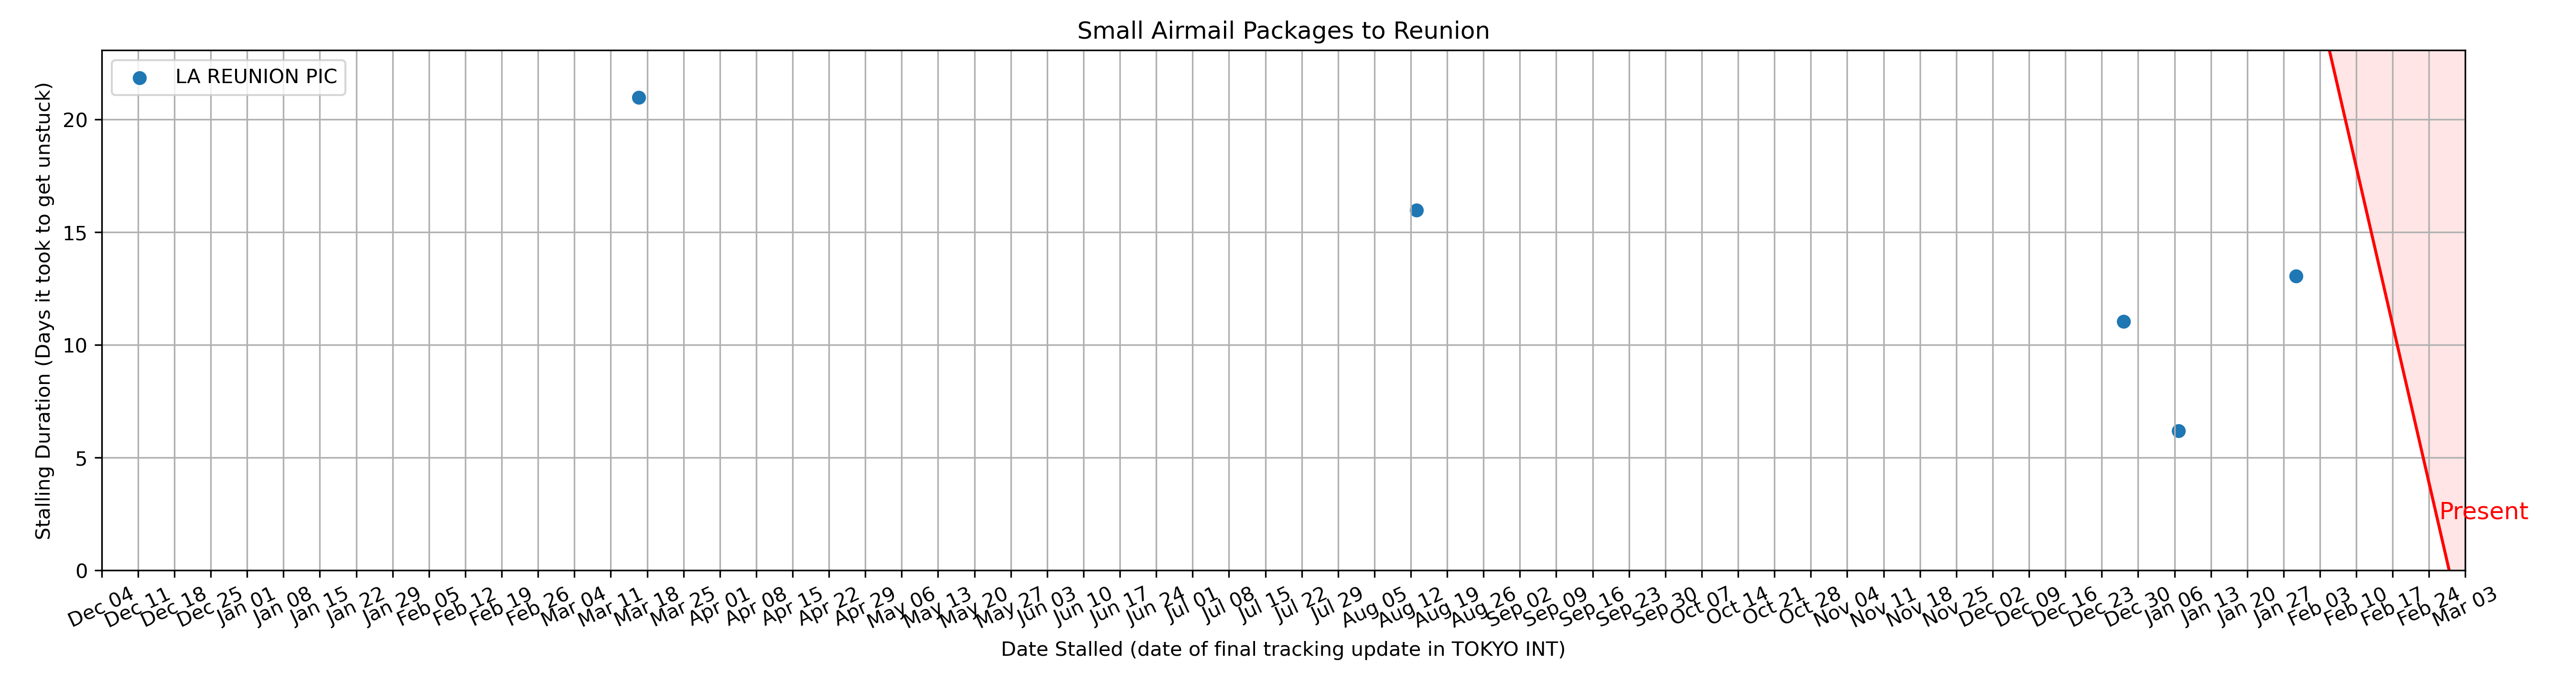 Small Airmail Packages to Reunion
LA REUNION PIC
Stalling Duration (Days it took to get unstuck)
20
15
10
5
0
Present
Dec 04 Dec 11 Dec 18 Dec 25 Jan 01 Jan 08 Jan 15 Jan 22 Jan 29 Feb 05 Feb 12 Feb 19 Feb 26 Mar 04 Mar 11 Mar 18 Mar 25 Apr 01 Apr 08 Apr 15 Apr 22 Apr 29 May 06 May 13 May 20 May 27 Jun 03 Jun 10 Jun 17 Jun 24 Jul 01 Jul 08 Jul 15 Jul 22 Jul 29 Aug 05 Aug 12 Aug 19 Aug 26 Sep 02 Sep 09 Sep 16 Sep 23 Sep 30 Oct 07 Oct 14 Oct 21 Oct 28 Nov 04 Nov 11 Nov 18 Nov 25 Dec 02 Dec 09 Dec 16 Dec 23 Dec 30 Jan 06 Jan 13 Jan 20 Jan 27 Feb 03 Feb 10 Feb 17 Feb 24 Mar 03
Date Stalled (date of final tracking update in TOKYO INT)